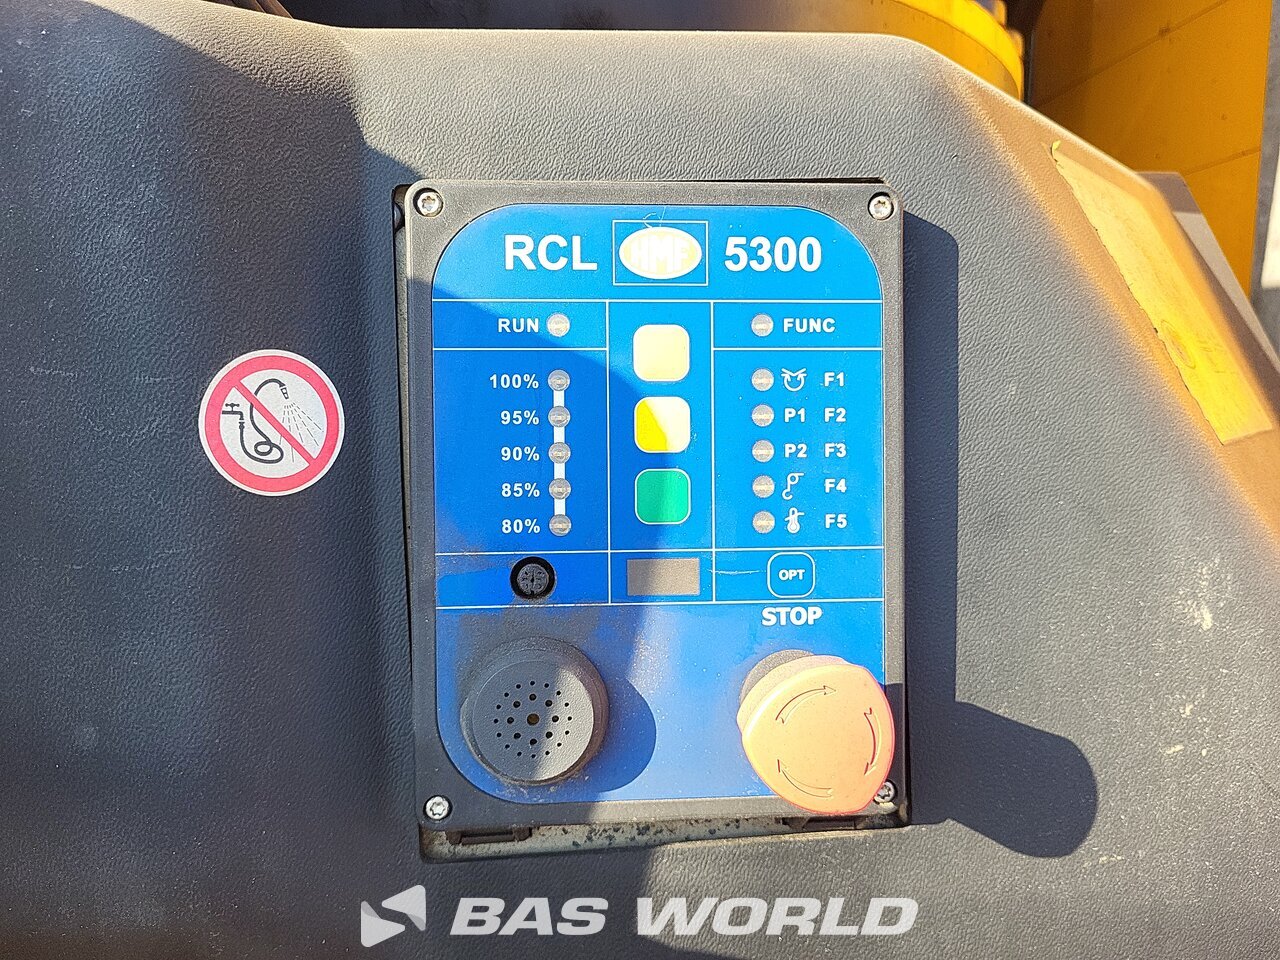 RCL HMF 5300
RUN
FUNC
100%
F1
95%
P1 F2
90%
P2 F3
85%
F4
80%
F5
OPT
STOP
BAS WORLD